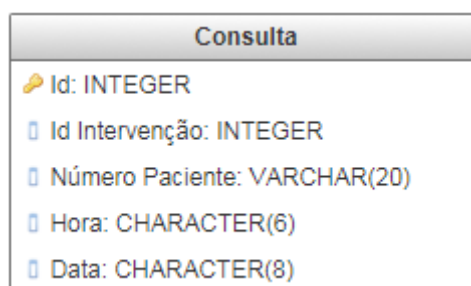 Consulta
Id: INTEGER
Id Intervenção: INTEGER
Número Paciente: VARCHAR(20)
Hora: CHARACTER(6)
Data: CHARACTER(8)